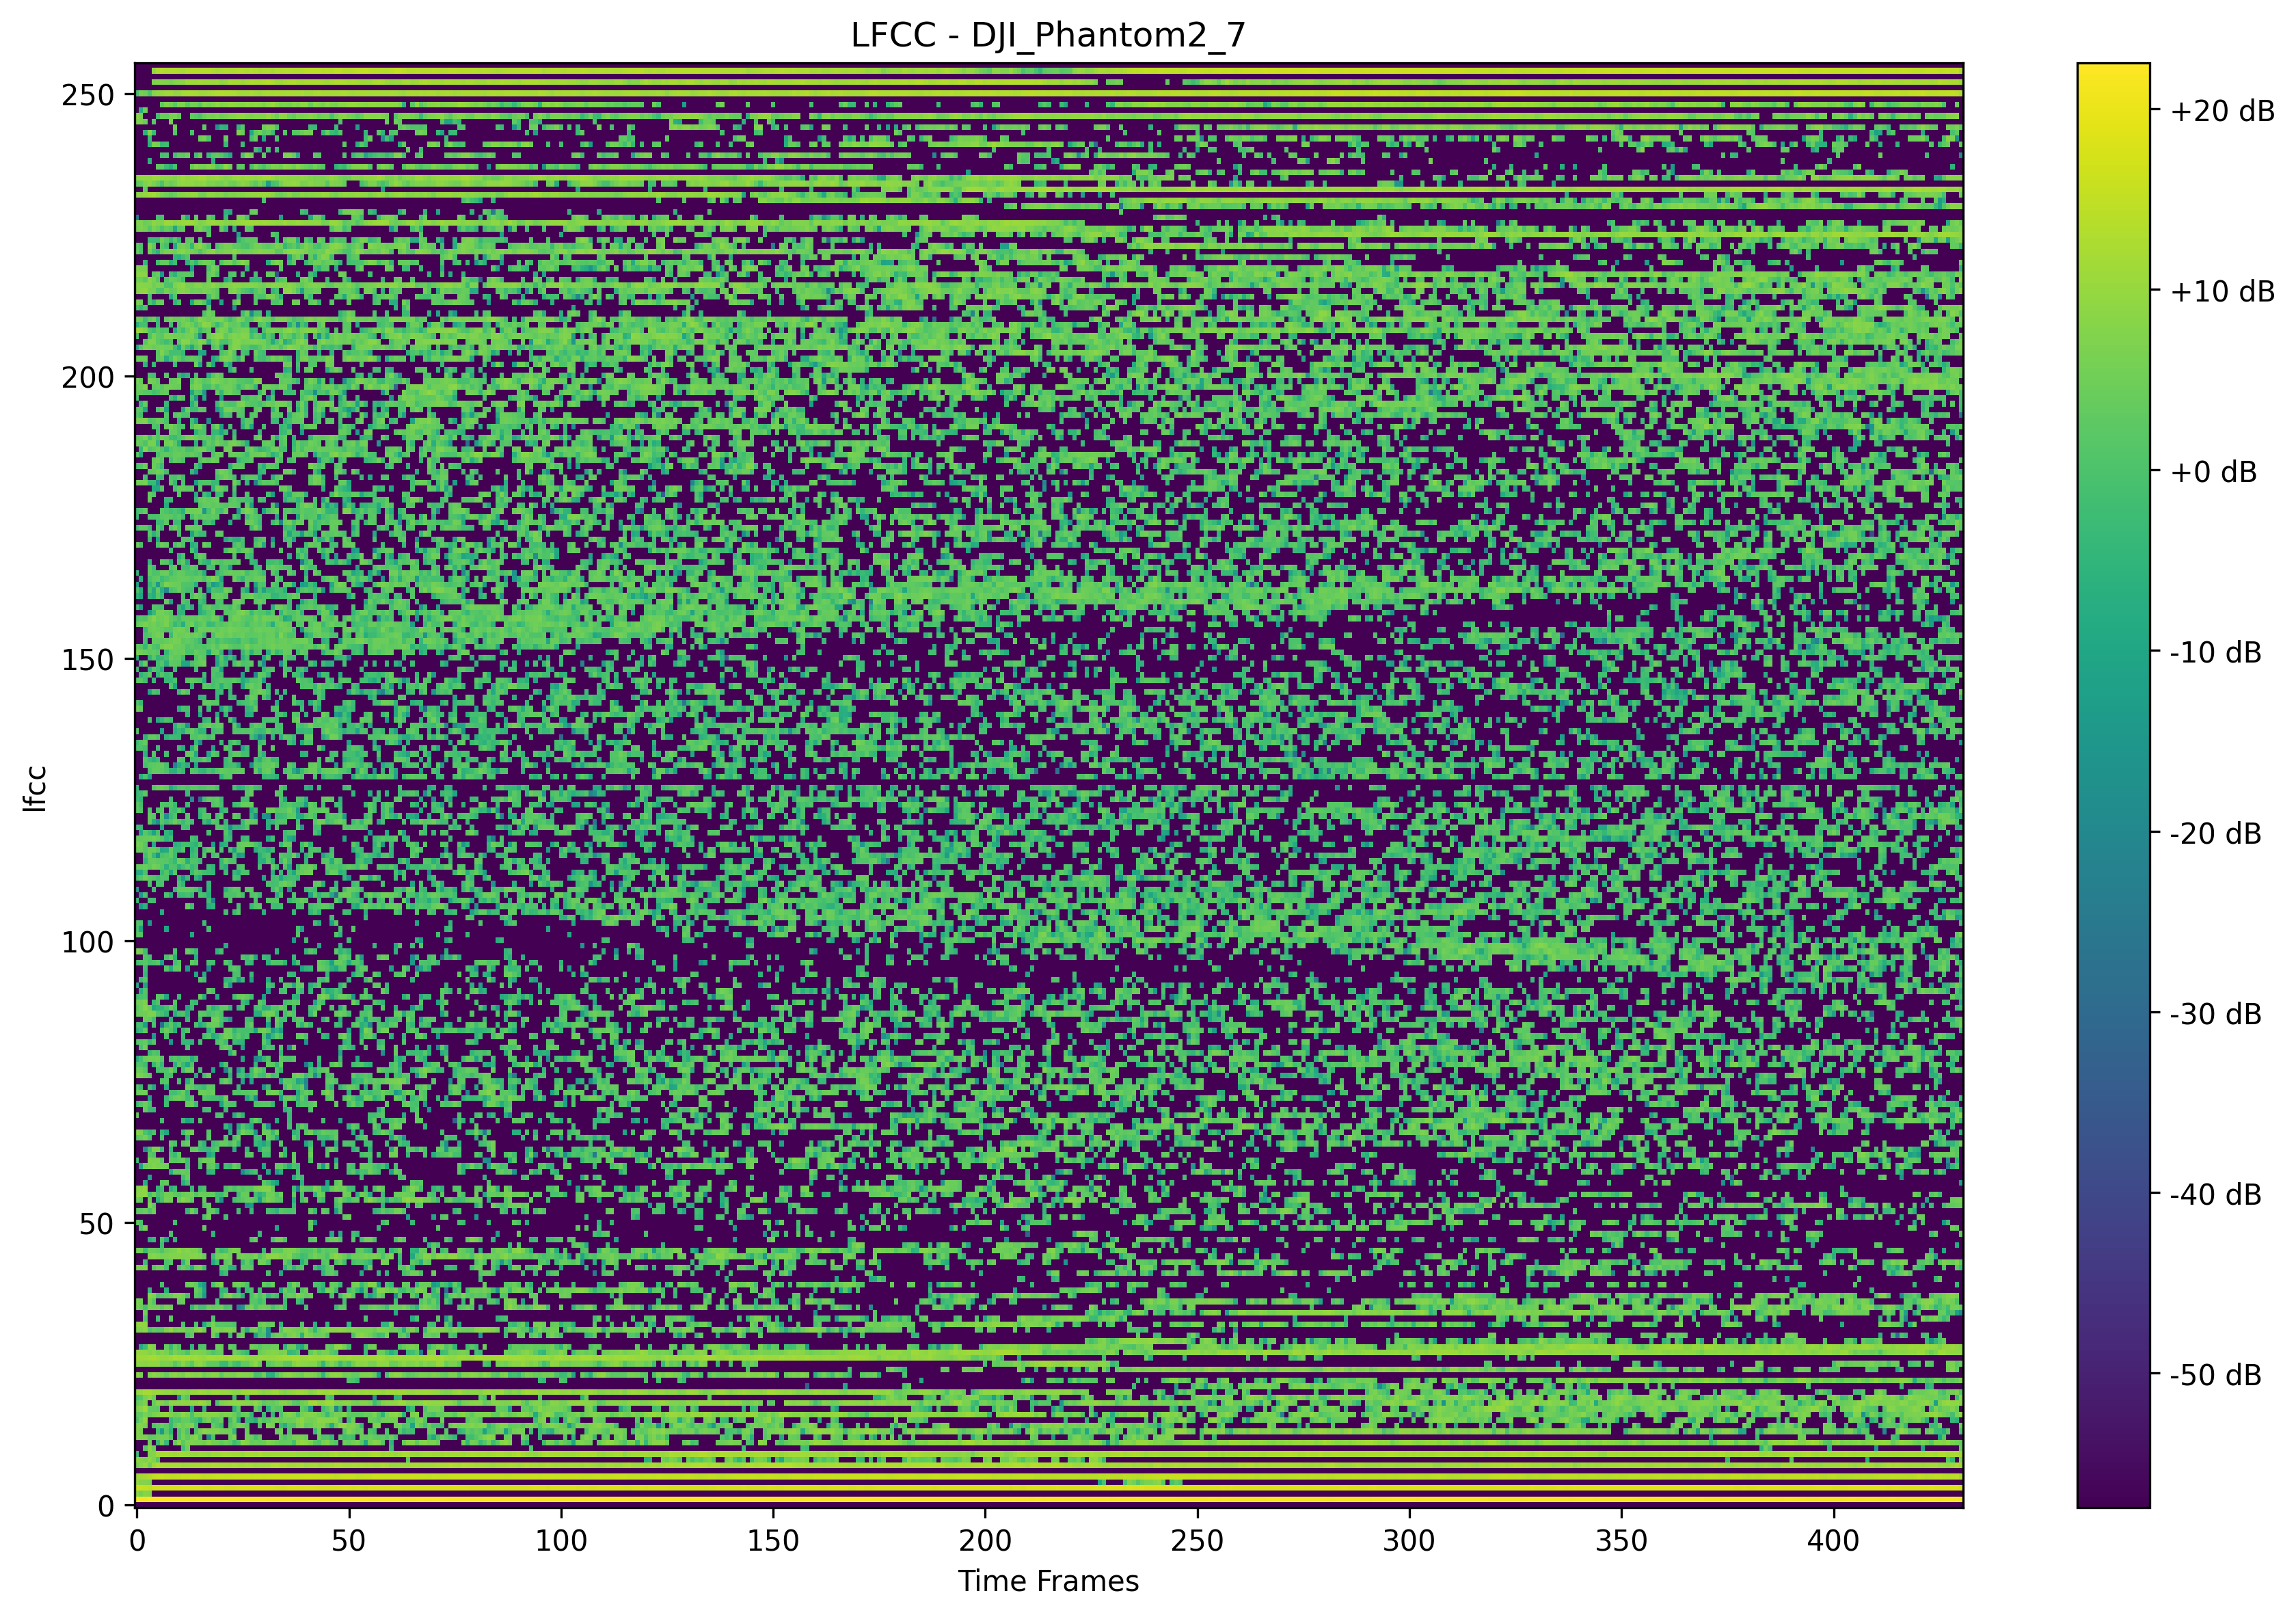 LFCC - DJI_Phantom2_7
250
200
150
100
50
0
lfcc
0 50 100 150 200 250 300 350 400
Time Frames
+20 dB
+10 dB
+0 dB
-10 dB
-20 dB
-30 dB
-40 dB
-50 dB